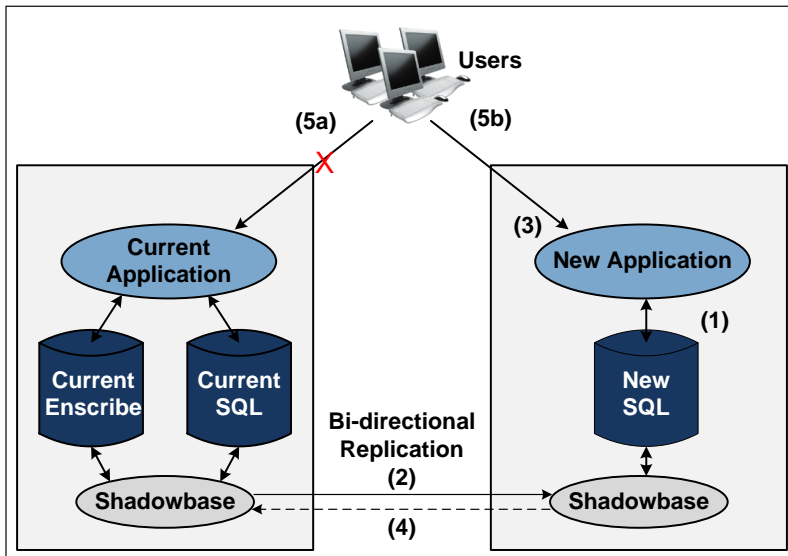 Users
(5a)
(5b)
X
(3)
Current
Application
New Application
(1)
Current
Enscribe
Current
SQL
New
SQL
Bi-directional
Replication
(2)
Shadowbase
Shadowbase
(4)